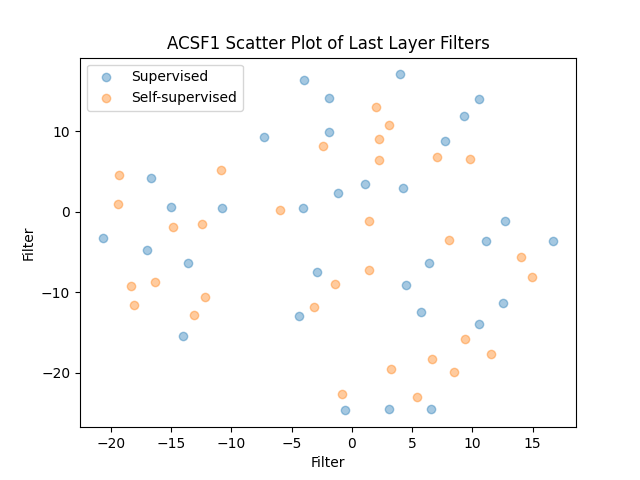 ACSF1 Scatter Plot of Last Layer Filters
Supervised
Self-supervised
10
0
−10
−20
Filter
−20 −15 −10 −5 0 5 10 15
Filter